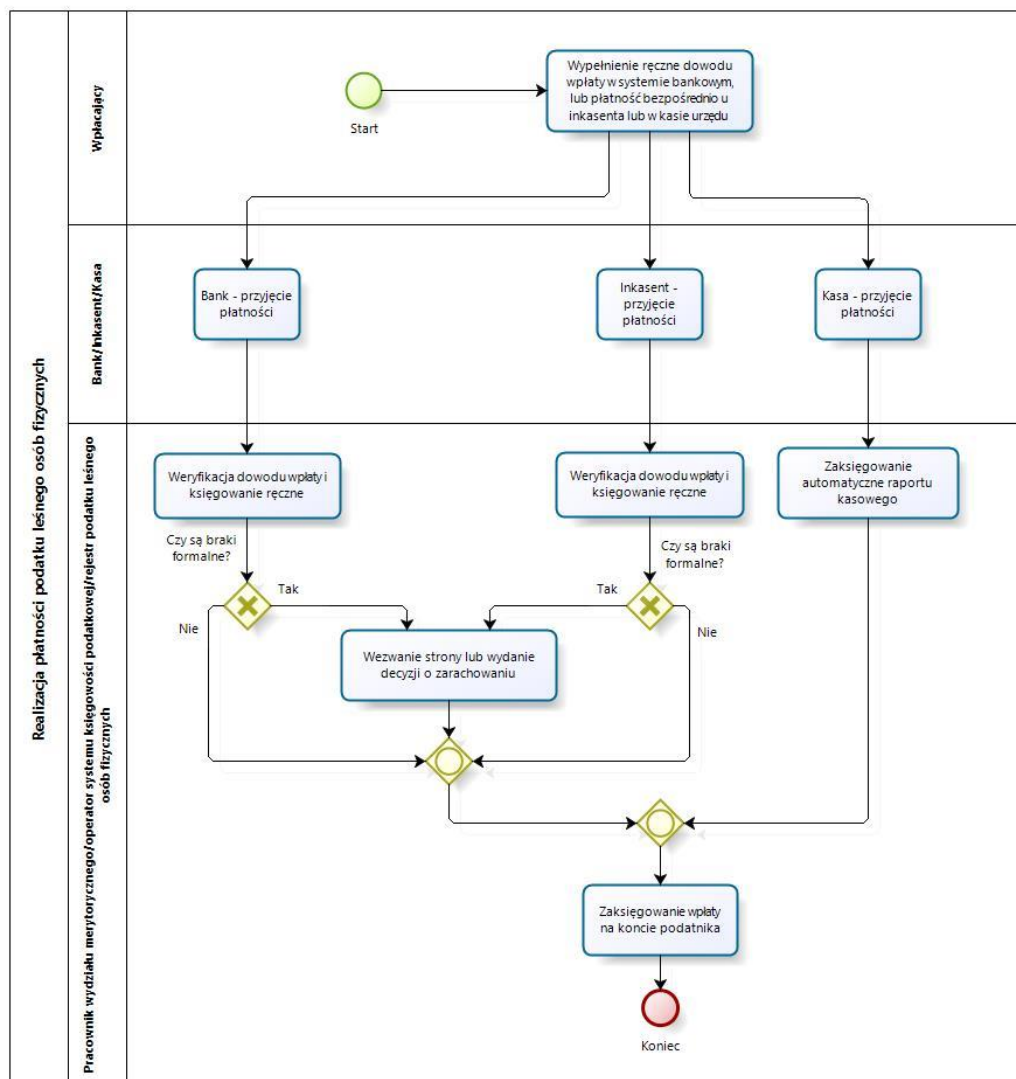 Realizacja płatności podatku leśnego osób fizycznych
Wpłacający
Start
Wypełnienie ręczne dowodu
wpłaty w systemie bankowym,
lub płatność bezpośrednio u
inkasenta lub w kasie urzędu
Bank/Inkasent/Kasa
Bank - przyjęcie
płatności
Inkasent -
przyjęcie
płatności
Kasa - przyjęcie
płatności
Pracownik wydziału merytorycznego/operator systemu księgowości podatkowej/rejestr podatku leśnego
osób fizycznych
Weryfikacja dowodu wpłaty i
księgowanie ręczne
Weryfikacja dowodu wpłaty i
księgowanie ręczne
Zaksięgowanie
automatyczne raportu
kasowego
Czy są braki
formalne?
Czy są braki
formalne?
Tak
Tak
Nie
Nie
Wezwanie strony lub wydanie
decyzji o zarachowaniu
Zaksięgowanie wpłaty
na koncie podatnika
Koniec